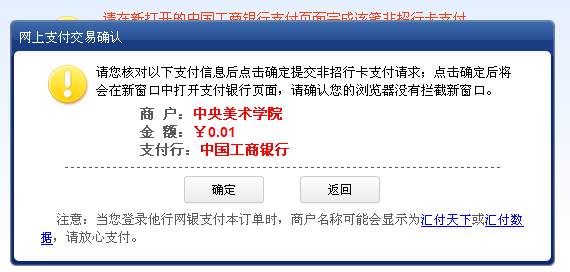 请在新打开的中国工商银行支付页面完成该笔非招行卡支付
网上支付交易确认
请您核对以下支付信息后点击确定提交非招行卡支付请求；点击确定后将
会在新窗口中打开支付银行页面，请确认您的浏览器没有拦截新窗口。
商 户：中央美术学院
金 额：￥0.01
支付行：中国工商银行
确定 返回
注意：当您登录他行网银支付本订单时，商户名称可能会显示为汇付天下或汇付数
据，请放心支付。